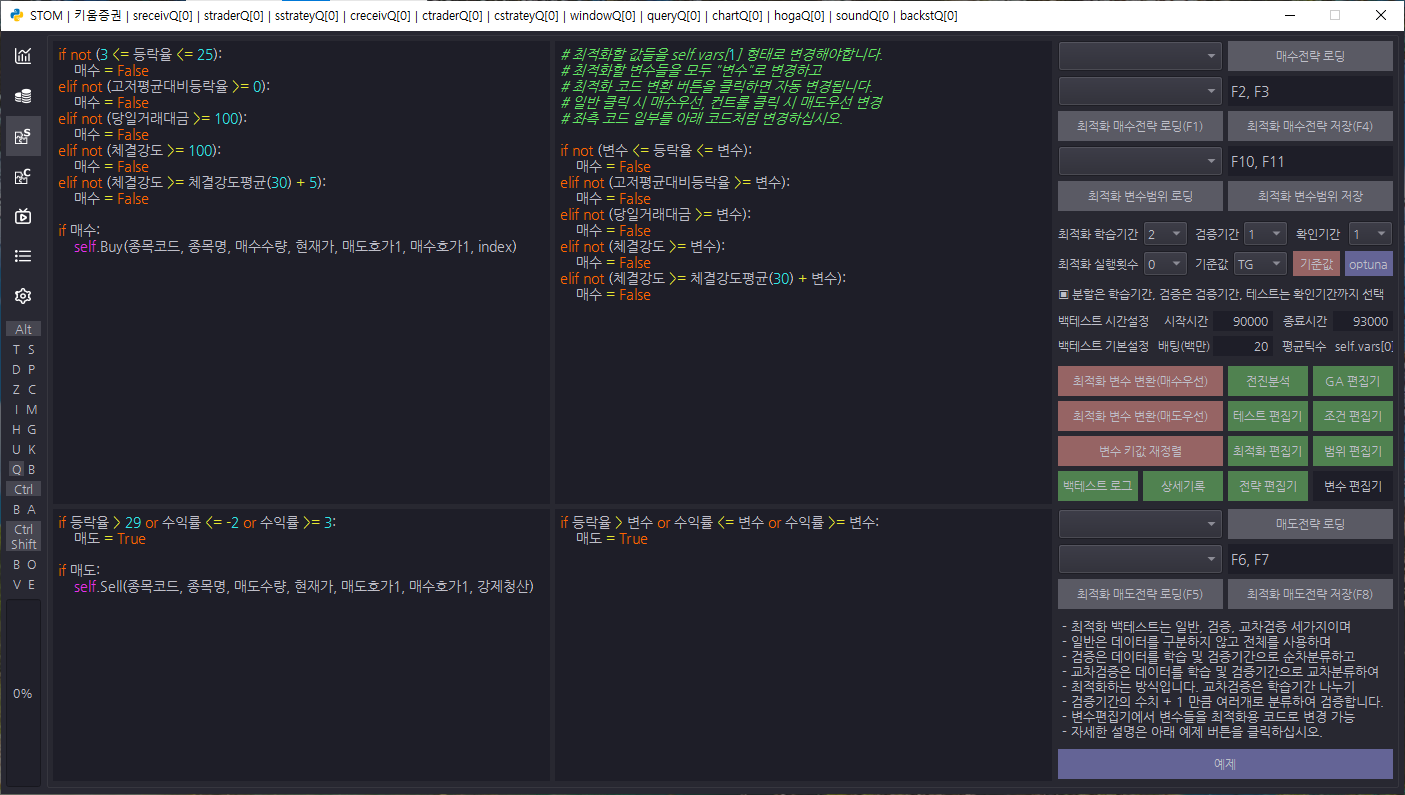 STOM | 키움증권 | sreceivQ[0] | straderQ[0] | sstrateyQ[0] | creceivQ[0] | ctraderQ[0] | cstrateyQ[0] | windowQ[0] | queryQ[0] | chartQ[0] | hogaQ[0] | soundQ[0 | backstQ[0]
Alt
T S
D P
Z C
I M
H G
U K
Q B
Ctrl
B A
Ctrl
Shift
B O
V E
0%
if not (3 <= 등락율 <= 25):
매수 = False
elif not (고저평균대비등락율 >= 0):
매수 = False
elif not (당일거래대금 >= 100):
매수 = False
elif not (체결강도 >= 100):
매수 = False
elif not (체결강도 >= 체결강도평균(30) + 5):
매수 = False
if 매수:
self.Buy(종목코드, 종목명, 매수수량, 현재가, 매도호가1, 매수호가1, index)
# 최적화할 값들을 self.vars[1] 형태로 변경해야합니다.
# 최적화할 변수들을 모두 "변수"로 변경하고
# 최적화 코드 변환 버튼을 클릭하면 자동 변경됩니다.
# 일반 클릭 시 매수우선, 컨트롤 클릭 시 매도우선 변경
# 좌측 코드 일부를 아래 코드처럼 변경하십시오.
if not (변수 <= 등락율 <= 변수):
매수 = False
elif not (고저평균대비등락율 >= 변수):
매수 = False
elif not (당일거래대금 >= 변수):
매수 = False
elif not (체결강도 >= 변수):
매수 = False
elif not (체결강도 >= 체결강도평균(30) + 변수):
매수 = False
if 등락율 > 29 or 수익률 <= -2 or 수익률 >= 3:
매도 = True
if 매도:
self.Sell(종목코드, 종목명, 매도수량, 현재가, 매도호가1, 매수호가1, 강제청산)
if 등락율 > 변수 or 수익률 <= 변수 or 수익률 >= 변수:
매도 = True
매수전략 로딩
F2, F3
최적화 매수전략 로딩(F1) 최적화 매수전략 저장(F4)
F10, F11
최적화 변수범위 로딩 최적화 변수범위 저장
최적화 학습기간 2 검증기간 1 확인기간 1
최적화 실행횟수 0 기준값 TG 기준값 optuna
▣ 분할은 학습기간, 검증은 검증기간, 테스트는 확인기간까지 선택
백테스트 시간설정 시작시간 90000 종료시간 93000
백테스트 기본설정 배팅(백만) 20 평균틱수 self.vars[0]
최적화 변수 변환(매수우선) 전진분석 GA 편집기
최적화 변수 변환(매도우선) 테스트 편집기 조건 편집기
변수 키값 재정렬 최적화 편집기 범위 편집기
백테스트 로그 상세기록 전략 편집기 변수 편집기
매도전략 로딩
F6, F7
최적화 매도전략 로딩(F5) 최적화 매도전략 저장(F8)
- 최적화 백테스트는 일반, 검증, 교차검증 세가지이며
- 일반은 데이터를 구분하지 않고 전체를 사용하며
- 검증은 데이터를 학습 및 검증기간으로 순차분류하고
- 교차검증은 데이터를 학습 및 검증기간으로 교차분류하여
- 최적화하는 방식입니다. 교차검증은 학습기간 나누기
- 검증기간의 수치 + 1 만큼 여러개로 분류하여 검증합니다.
- 변수편집기에서 변수들을 최적화용 코드로 변경 가능
- 자세한 설명은 아래 예제 버튼을 클릭하십시오.
예제